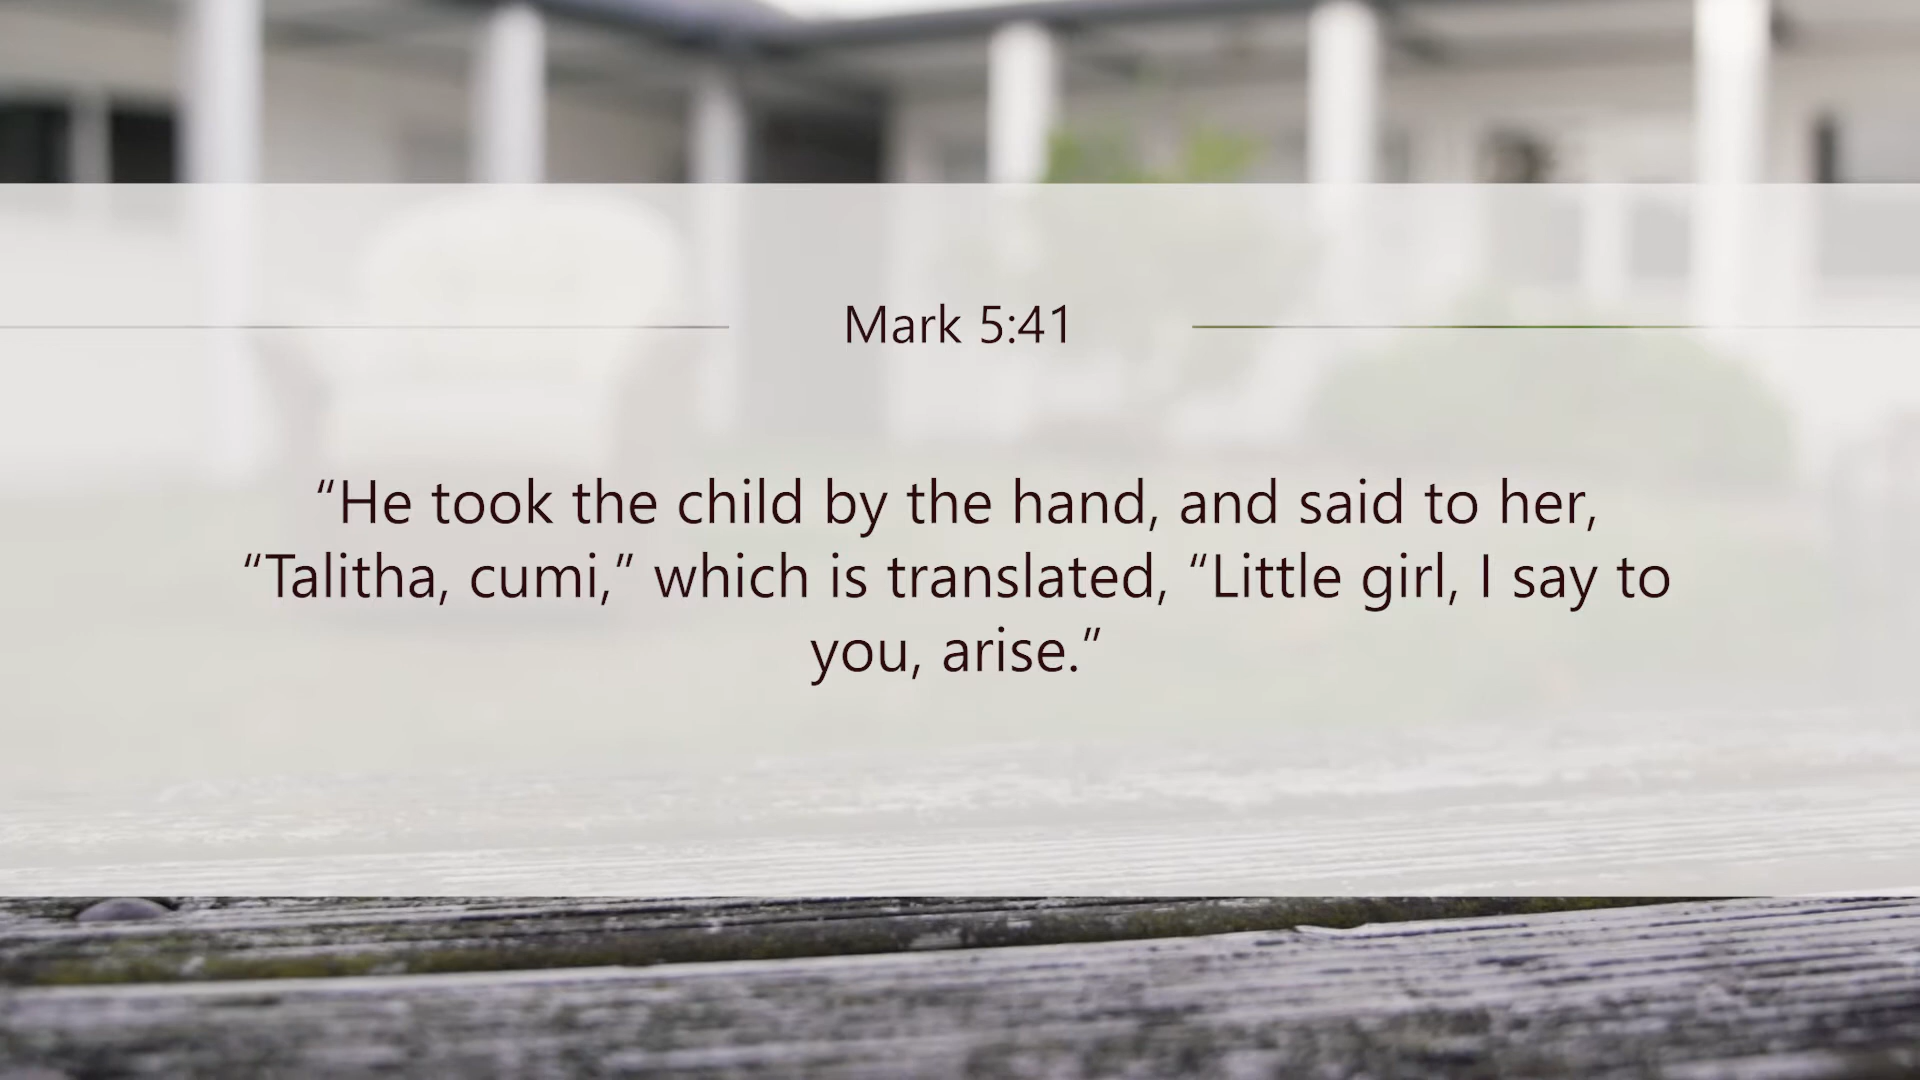 Mark 5:41
“He took the child by the hand, and said to her,
“Talitha, cumi,” which is translated, “Little girl, I say to
you, arise.”